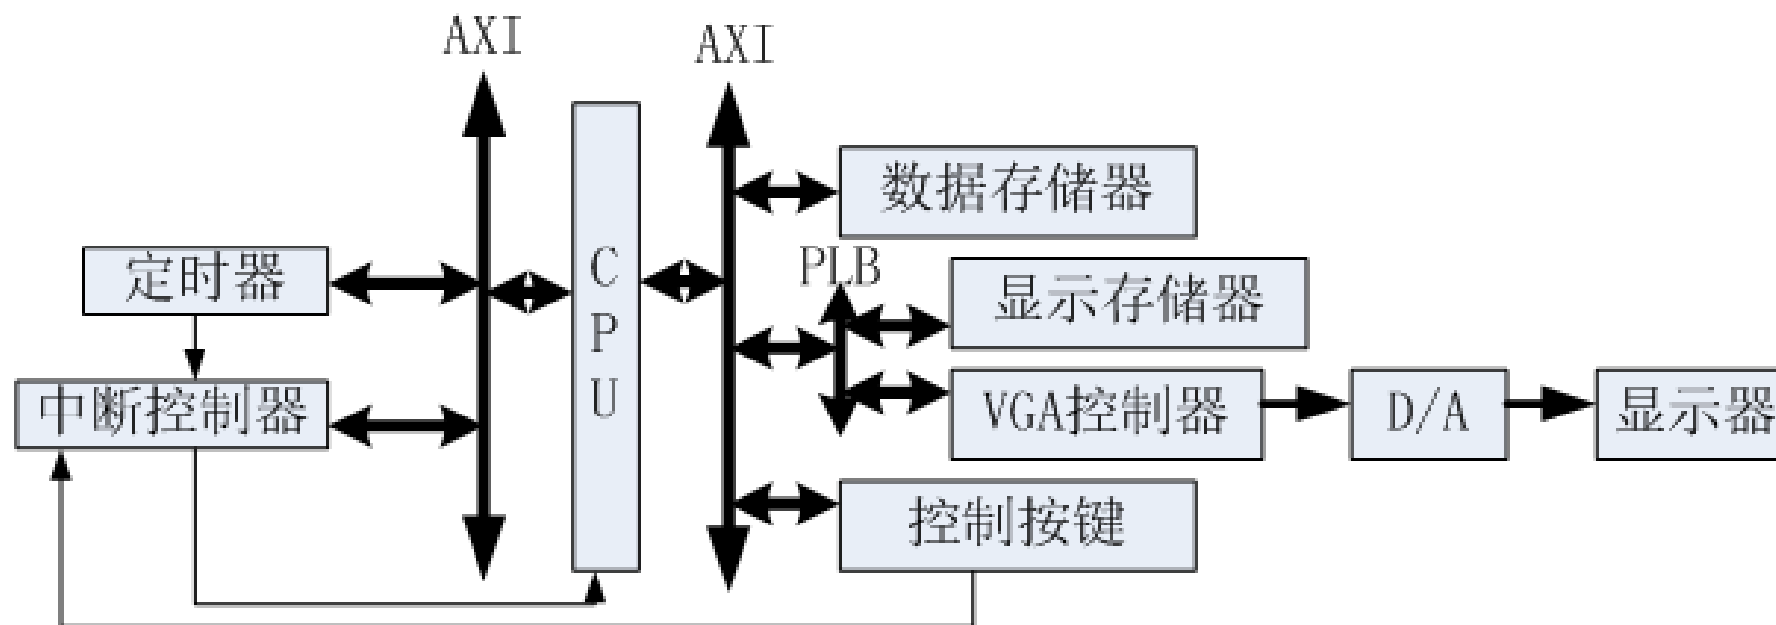 AXI
AXI
数据存储器
定时器
CPU
PLB
显示存储器
中断控制器
VGA控制器
D/A
显示器
控制按键